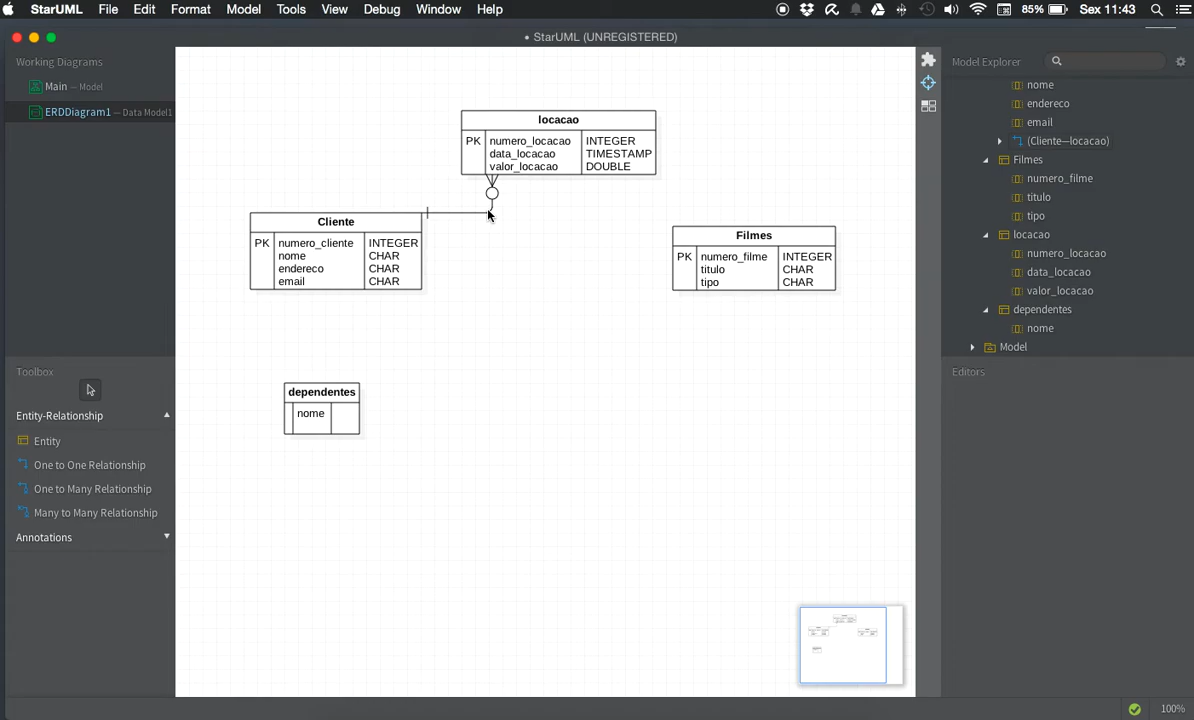 StarUML File Edit Format Model Tools View Debug Window Help 85% Sex 11:43
• StarUML (UNREGISTERED)
Working Diagrams
Main — Model
ERDDiagram1 — Data Model1
Toolbox
Entity-Relationship
Entity
One to One Relationship
One to Many Relationship
Many to Many Relationship
Annotations
locacao
PK numero_locacao INTEGER
data_locacao TIMESTAMP
valor_locacao DOUBLE
Cliente
PK numero_cliente INTEGER
nome CHAR
endereco CHAR
email CHAR
Filmes
PK numero_filme INTEGER
titulo CHAR
tipo CHAR
dependentes
nome
Model Explorer
nome
endereco
email
(Cliente—locacao)
Filmes
numero_filme
titulo
tipo
locacao
numero_locacao
data_locacao
valor_locacao
dependentes
nome
Model
Editors
100%